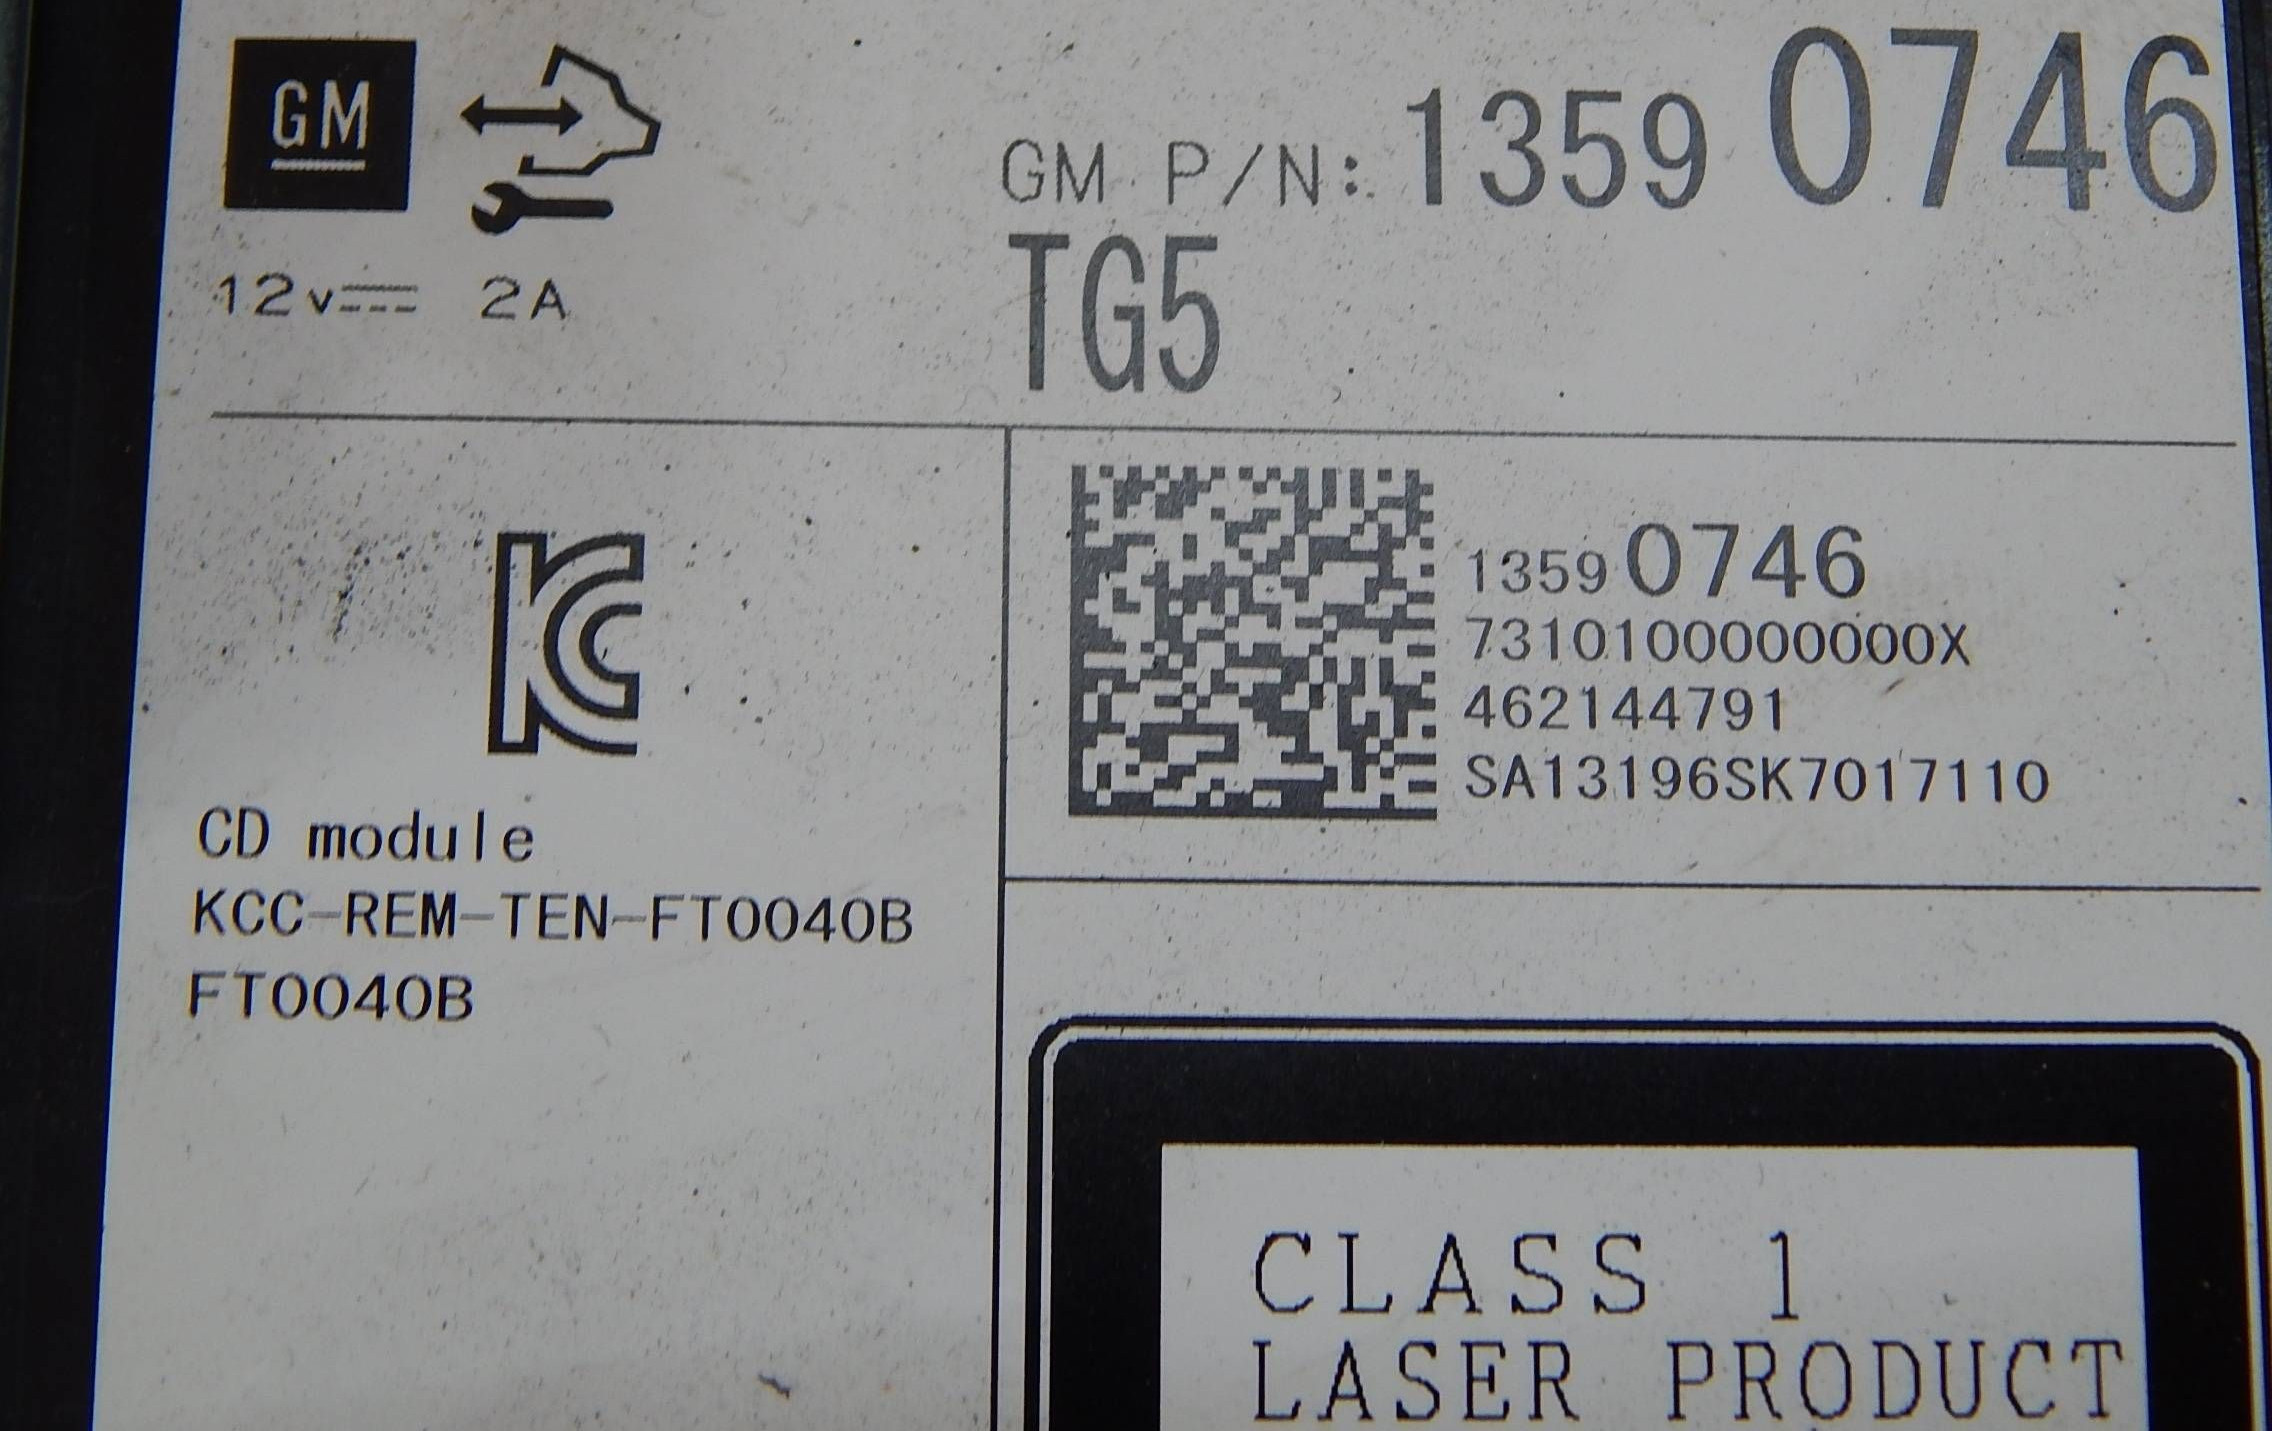 GM
GM P/N: 1359 0746
12v 2A
TG5
1359 0746
7310100000000X
462144791
SA13196SK7017110
CD module
KCC-REM-TEN-FT0040B
FT0040B
CLASS 1
LASER PRODUCT